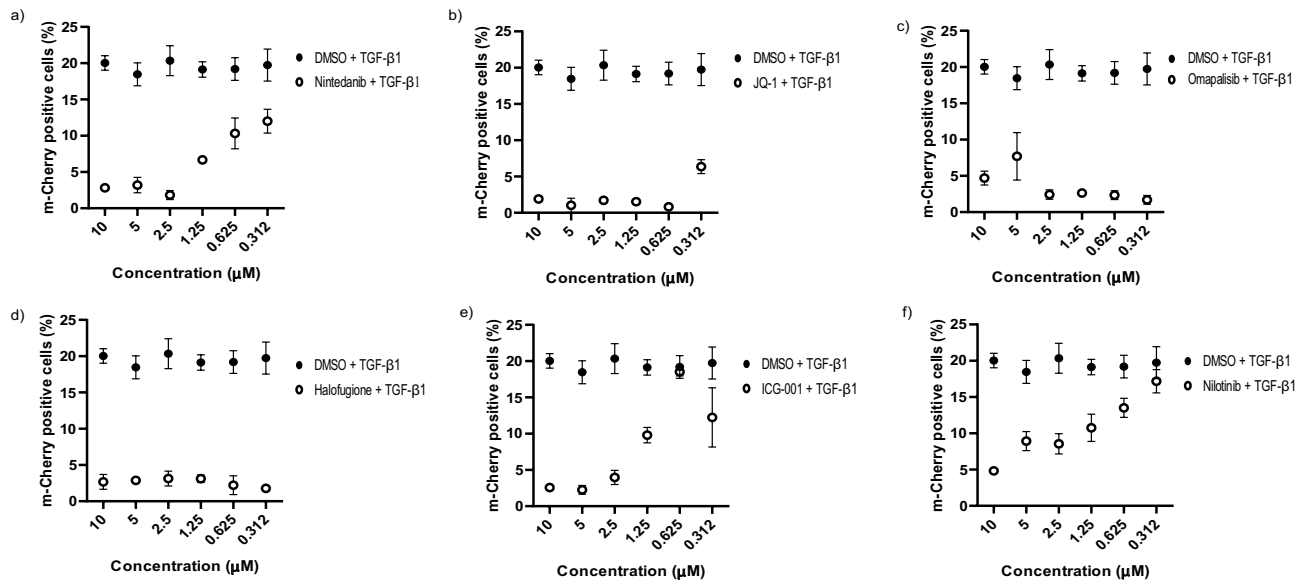 a)
m-Cherry positive cells (%)
25
20
15
10
5
0
10
5
2.5
1.25
0.625
0.312
Concentration (µM)
DMSO + TGF-β1
Nintedanib + TGF-β1
b)
m-Cherry positive cells (%)
25
20
15
10
5
0
10
5
2.5
1.25
0.625
0.312
Concentration (µM)
DMSO + TGF-β1
JQ-1 + TGF-β1
c)
m-Cherry positive cells (%)
25
20
15
10
5
0
10
5
2.5
1.25
0.625
0.312
Concentration (µM)
DMSO + TGF-β1
Omapalisib + TGF-β1
d)
m-Cherry positive cells (%)
25
20
15
10
5
0
10
5
2.5
1.25
0.625
0.312
Concentration (µM)
DMSO + TGF-β1
Halofugione + TGF-β1
e)
m-Cherry positive cells (%)
25
20
15
10
5
0
10
5
2.5
1.25
0.625
0.312
Concentration (µM)
DMSO + TGF-β1
ICG-001 + TGF-β1
f)
m-Cherry positive cells (%)
25
20
15
10
5
0
10
5
2.5
1.25
0.625
0.312
Concentration (µM)
DMSO + TGF-β1
Nilotinib + TGF-β1